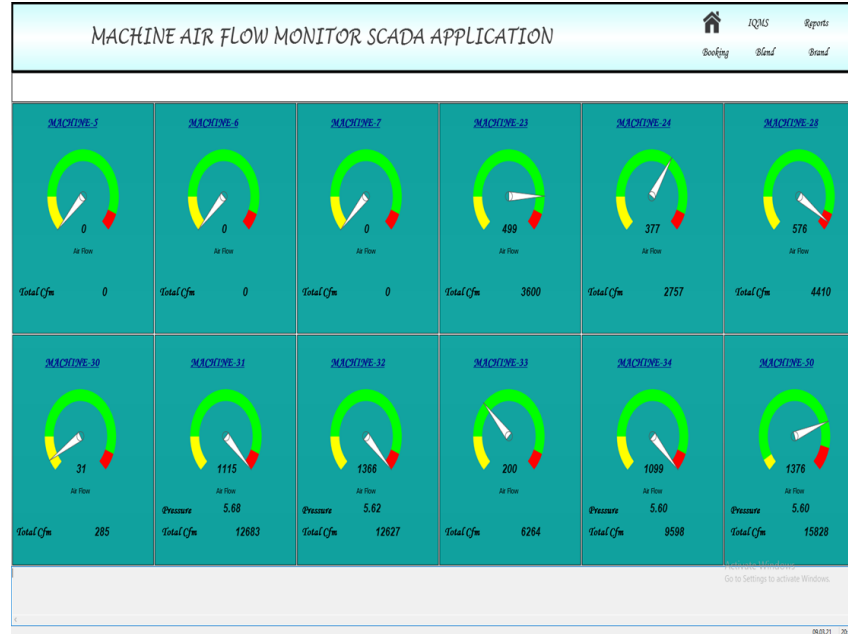 MACHINE AIR FLOW MONITOR SCADA APPLICATION
IQMS Reports
Booking Blend Brand
MACHINE-5 MACHINE-6 MACHINE-7 MACHINE-23 MACHINE-24 MACHINE-28
0 0 0 499 377 576
Air Flow Air Flow Air Flow Air Flow Air Flow Air Flow
Total Cfm 0 Total Cfm 0 Total Cfm 0 Total Cfm 3600 Total Cfm 2757 Total Cfm 4410
MACHINE-30 MACHINE-31 MACHINE-32 MACHINE-33 MACHINE-34 MACHINE-50
31 1115 1366 200 1099 1376
Air Flow Air Flow Air Flow Air Flow Air Flow Air Flow
Pressure 5.68 Pressure 5.62 Pressure 5.60 Pressure 5.60
Total Cfm 285 Total Cfm 12683 Total Cfm 12627 Total Cfm 6264 Total Cfm 9598 Total Cfm 15828
Activate Windows
Go to Settings to activate Windows.
09.03.21